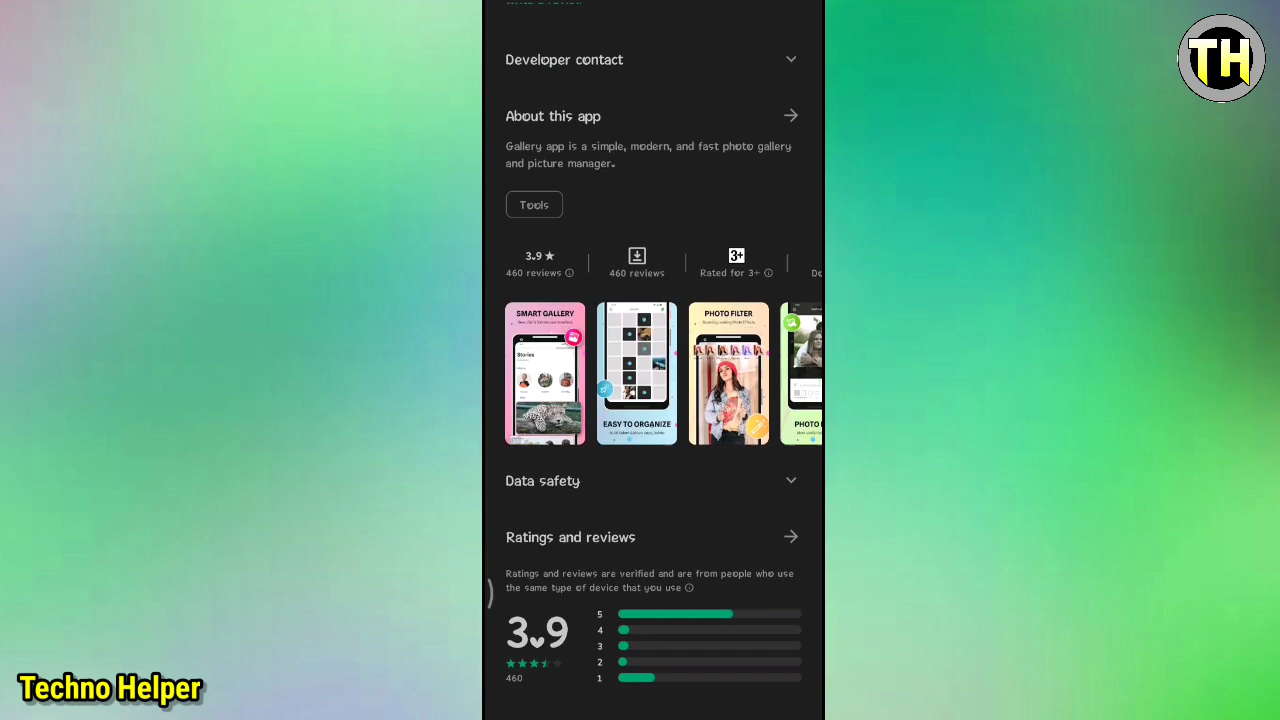 TH
Developer contact
About this app
Gallery app is a simple, modern, and fast photo gallery
and picture manager.
Tools
3.9 ★
460 reviews
460 reviews
3+
Rated for 3+
SMART GALLERY
Stories
EASY TO ORGANIZE
PHOTO FILTER
Data safety
Ratings and reviews
Ratings and reviews are verified and are from people who use
the same type of device that you use
3.9
460
5
4
3
2
1
Techno Helper